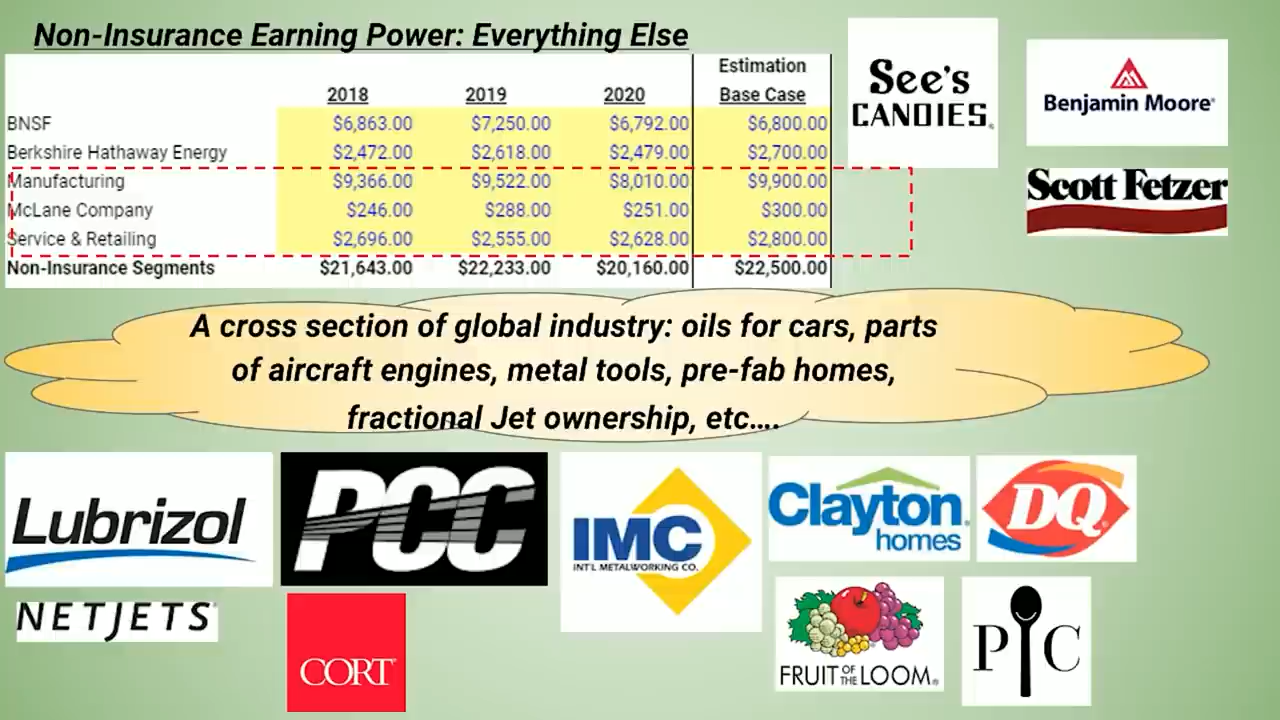 Non-Insurance Earning Power: Everything Else
Estimation
2018 2019 2020 Base Case
BNSF $6,863.00 $7,250.00 $6,792.00 $6,800.00
Berkshire Hathaway Energy $2,472.00 $2,618.00 $2,479.00 $2,700.00
Manufacturing $9,366.00 $9,522.00 $8,010.00 $9,900.00
McLane Company $246.00 $288.00 $251.00 $300.00
Service & Retailing $2,696.00 $2,555.00 $2,628.00 $2,800.00
Non-Insurance Segments $21,643.00 $22,233.00 $20,160.00 $22,500.00
See's
CANDIES®
Benjamin Moore®
Scott Fetzer
A cross section of global industry: oils for cars, parts
of aircraft engines, metal tools, pre-fab homes,
fractional Jet ownership, etc....
Lubrizol
PCC
IMC
INT'L METALWORKING CO.
Clayton®
homes
DQ®
NETJETS®
CORT®
FRUIT OF THE LOOM®
P C